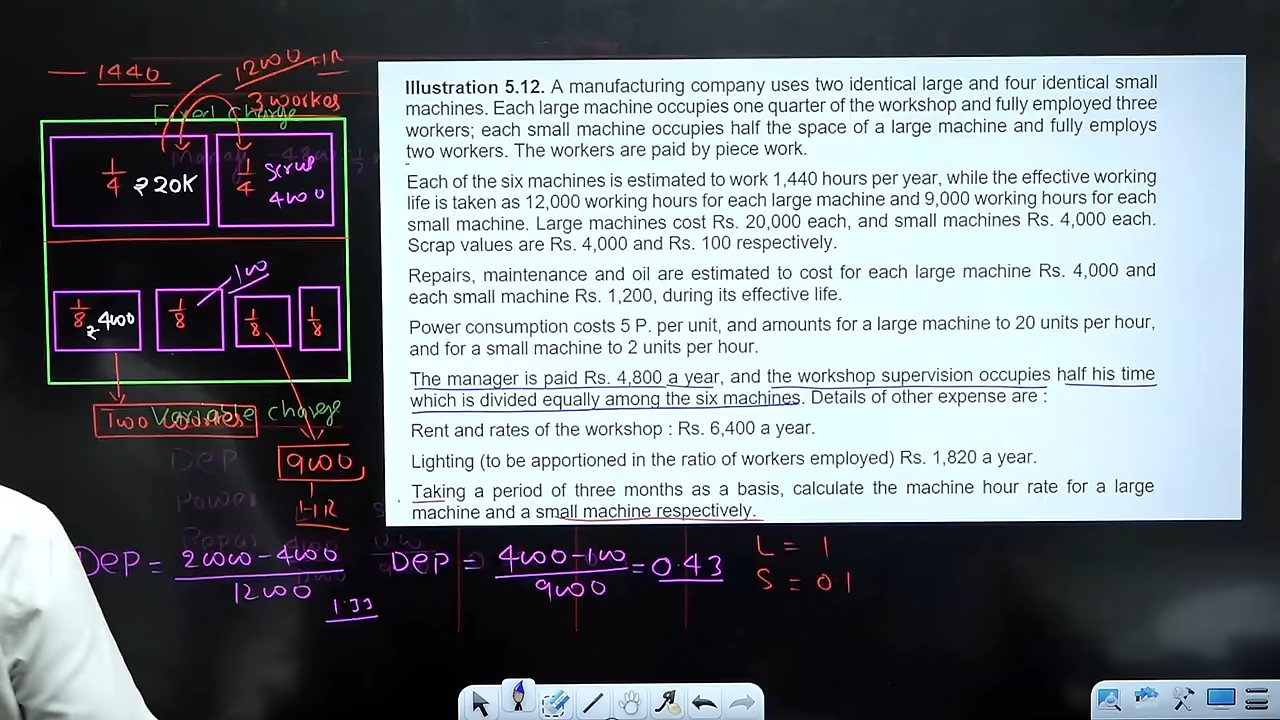 1440
12000 HR
3 workes
Fixed charge
1/4 ₹20K
1/4 Scrap
4000
100
1/8 ₹4000
1/8
1/8
1/8
Two workes
Variable charge
Dep
9000
Power
HR
Repair
Dep = 20000 - 4000 / 12000
1.33
Dep = 4000 - 100 / 9000 = 0.43
L = 1
S = 0 1
Illustration 5.12. A manufacturing company uses two identical large and four identical small
machines. Each large machine occupies one quarter of the workshop and fully employed three
workers; each small machine occupies half the space of a large machine and fully employs
two workers. The workers are paid by piece work.
Each of the six machines is estimated to work 1,440 hours per year, while the effective working
life is taken as 12,000 working hours for each large machine and 9,000 working hours for each
small machine. Large machines cost Rs. 20,000 each, and small machines Rs. 4,000 each.
Scrap values are Rs. 4,000 and Rs. 100 respectively.
Repairs, maintenance and oil are estimated to cost for each large machine Rs. 4,000 and
each small machine Rs. 1,200, during its effective life.
Power consumption costs 5 P. per unit, and amounts for a large machine to 20 units per hour,
and for a small machine to 2 units per hour.
The manager is paid Rs. 4,800 a year, and the workshop supervision occupies half his time
which is divided equally among the six machines. Details of other expense are :
Rent and rates of the workshop : Rs. 6,400 a year.
Lighting (to be apportioned in the ratio of workers employed) Rs. 1,820 a year.
Taking a period of three months as a basis, calculate the machine hour rate for a large
machine and a small machine respectively.